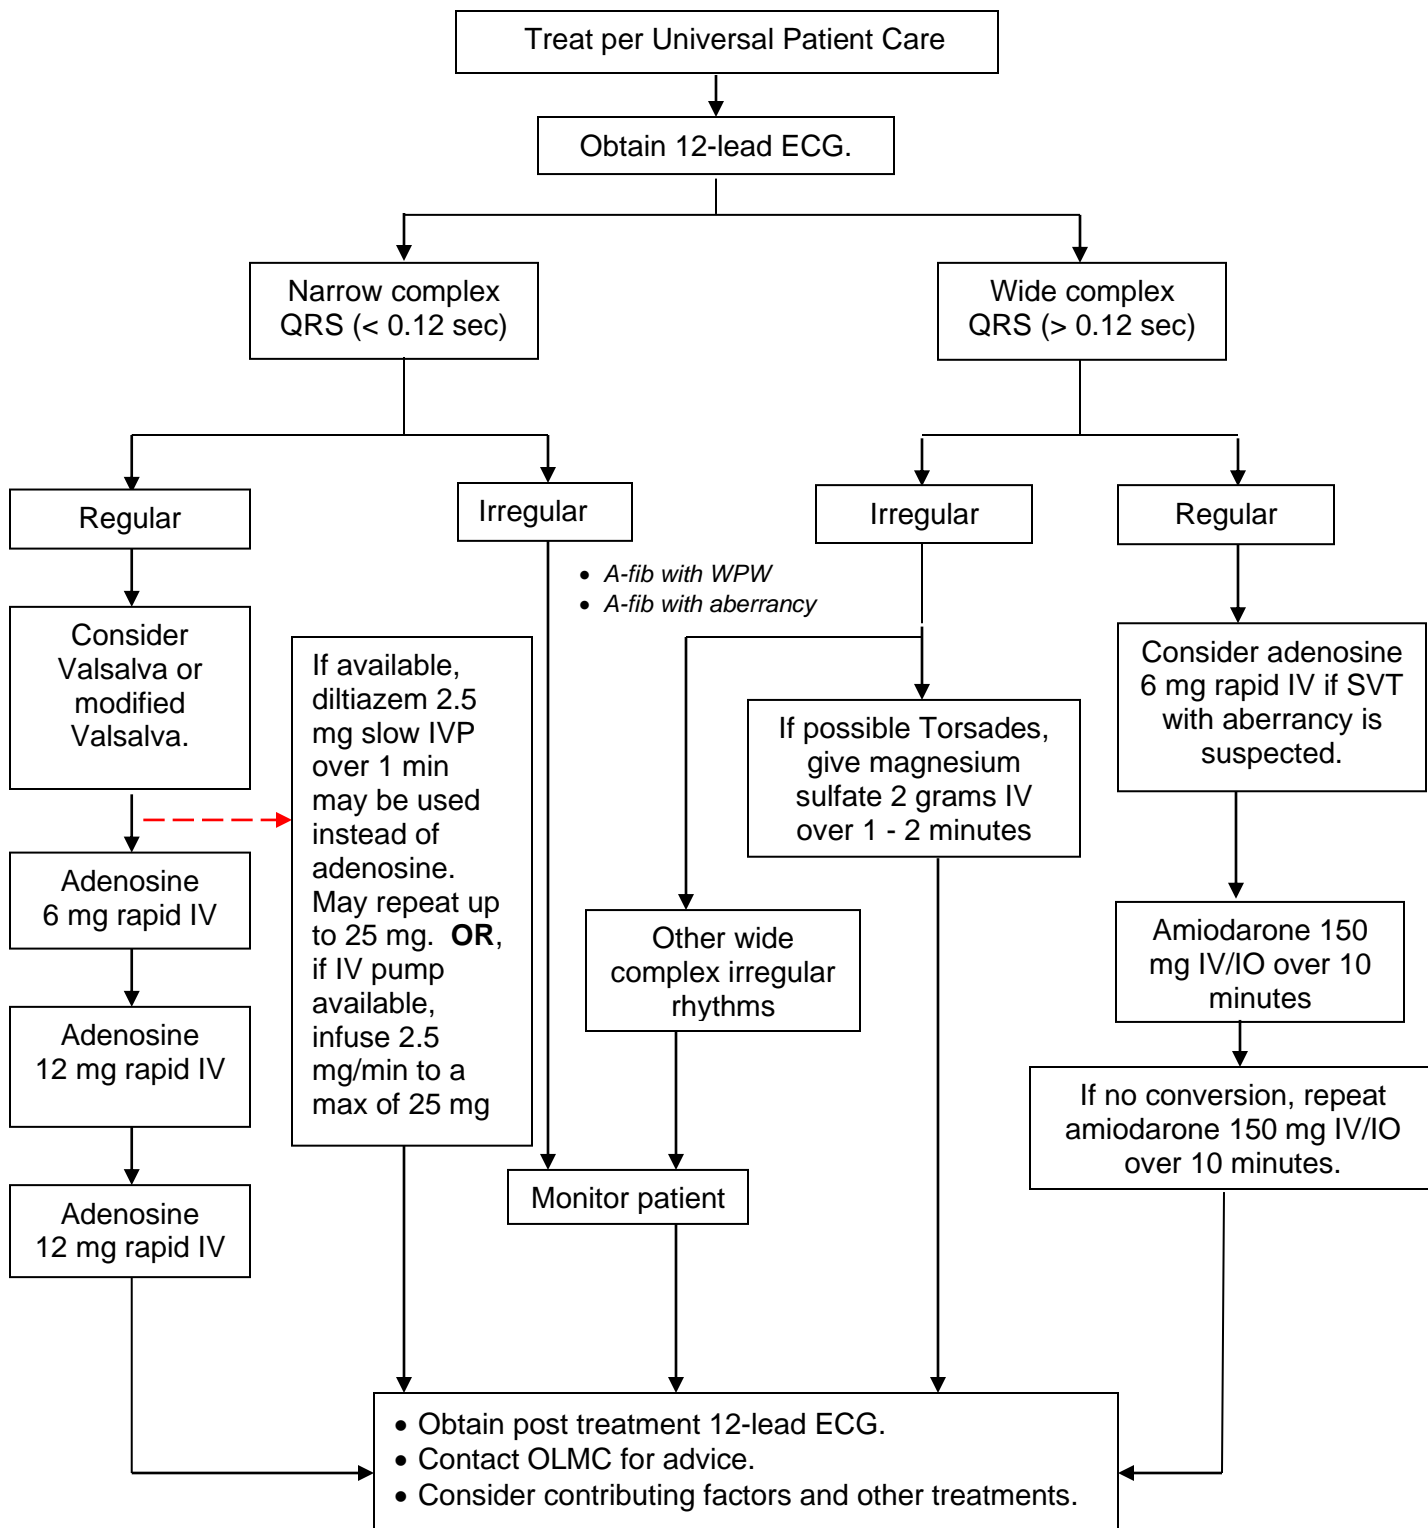 Treat per Universal Patient Care
Obtain 12-lead ECG.
Narrow complex
QRS (< 0.12 sec)
Wide complex
QRS (> 0.12 sec)
Regular
Irregular
Irregular
Regular
• A-fib with WPW
• A-fib with aberrancy
Consider
Valsalva or
modified
Valsalva.
If available,
diltiazem 2.5
mg slow IVP
over 1 min
may be used
instead of
adenosine.
May repeat up
to 25 mg. OR,
if IV pump
available,
infuse 2.5
mg/min to a
max of 25 mg
If possible Torsades,
give magnesium
sulfate 2 grams IV
over 1 - 2 minutes
Consider adenosine
6 mg rapid IV if SVT
with aberrancy is
suspected.
Adenosine
6 mg rapid IV
Other wide
complex irregular
rhythms
Amiodarone 150
mg IV/IO over 10
minutes
Adenosine
12 mg rapid IV
If no conversion, repeat
amiodarone 150 mg IV/IO
over 10 minutes.
Adenosine
12 mg rapid IV
Monitor patient
• Obtain post treatment 12-lead ECG.
• Contact OLMC for advice.
• Consider contributing factors and other treatments.